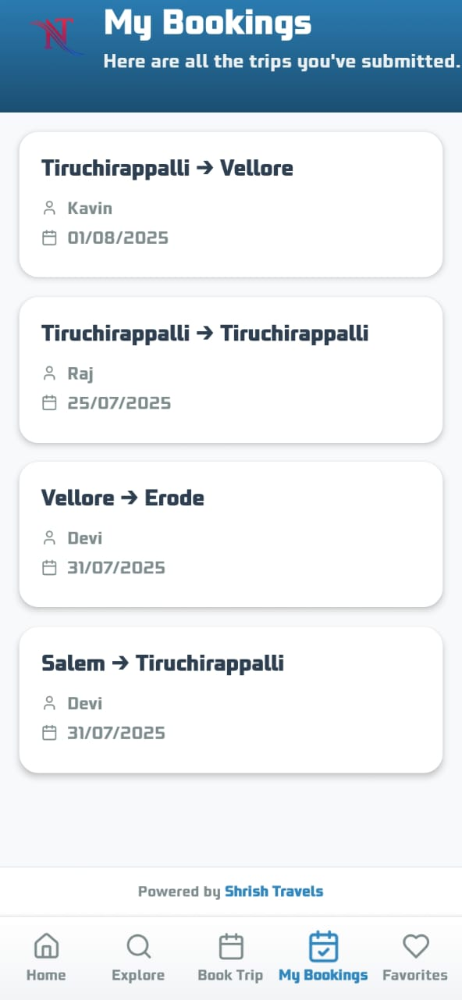 My Bookings
Here are all the trips you've submitted.
Tiruchirappalli → Vellore
Kavin
01/08/2025
Tiruchirappalli → Tiruchirappalli
Raj
25/07/2025
Vellore → Erode
Devi
31/07/2025
Salem → Tiruchirappalli
Devi
31/07/2025
Powered by Shrish Travels
Home
Explore
Book Trip
My Bookings
Favorites